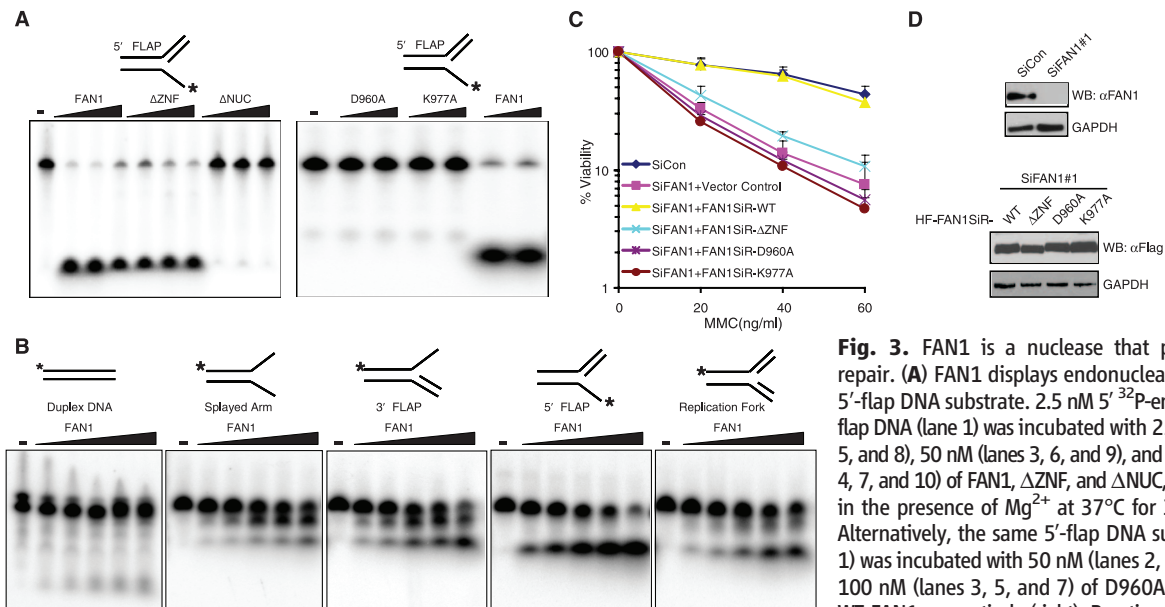 A
5′ FLAP
*
- FAN1 ΔZNF ΔNUC
5′ FLAP
*
- D960A K977A FAN1
B
*
Duplex DNA
FAN1
-
*
Splayed Arm
FAN1
-
*
3′ FLAP
FAN1
-
*
5′ FLAP
FAN1
-
*
Replication Fork
FAN1
-
C
100
10
1
% Viability
SiCon
SiFAN1+Vector Control
SiFAN1+FAN1SiR-WT
SiFAN1+FAN1SiR-ΔZNF
SiFAN1+FAN1SiR-D960A
SiFAN1+FAN1SiR-K977A
0 20 40 60
MMC(ng/ml)
D
SiCon SiFAN1#1
WB: αFAN1
GAPDH
SiFAN1#1
HF-FAN1SiR- WT ΔZNF D960A K977A
WB: αFlag
GAPDH
Fig. 3. FAN1 is a nuclease that p
repair. (A) FAN1 displays endonuclea
5′-flap DNA substrate. 2.5 nM 5′ ³²P-en
flap DNA (lane 1) was incubated with 2
5, and 8), 50 nM (lanes 3, 6, and 9), and
4, 7, and 10) of FAN1, ΔZNF, and ΔNUC,
in the presence of Mg²⁺ at 37°C for
Alternatively, the same 5′-flap DNA su
1) was incubated with 50 nM (lanes 2,
100 nM (lanes 3, 5, and 7) of D960A